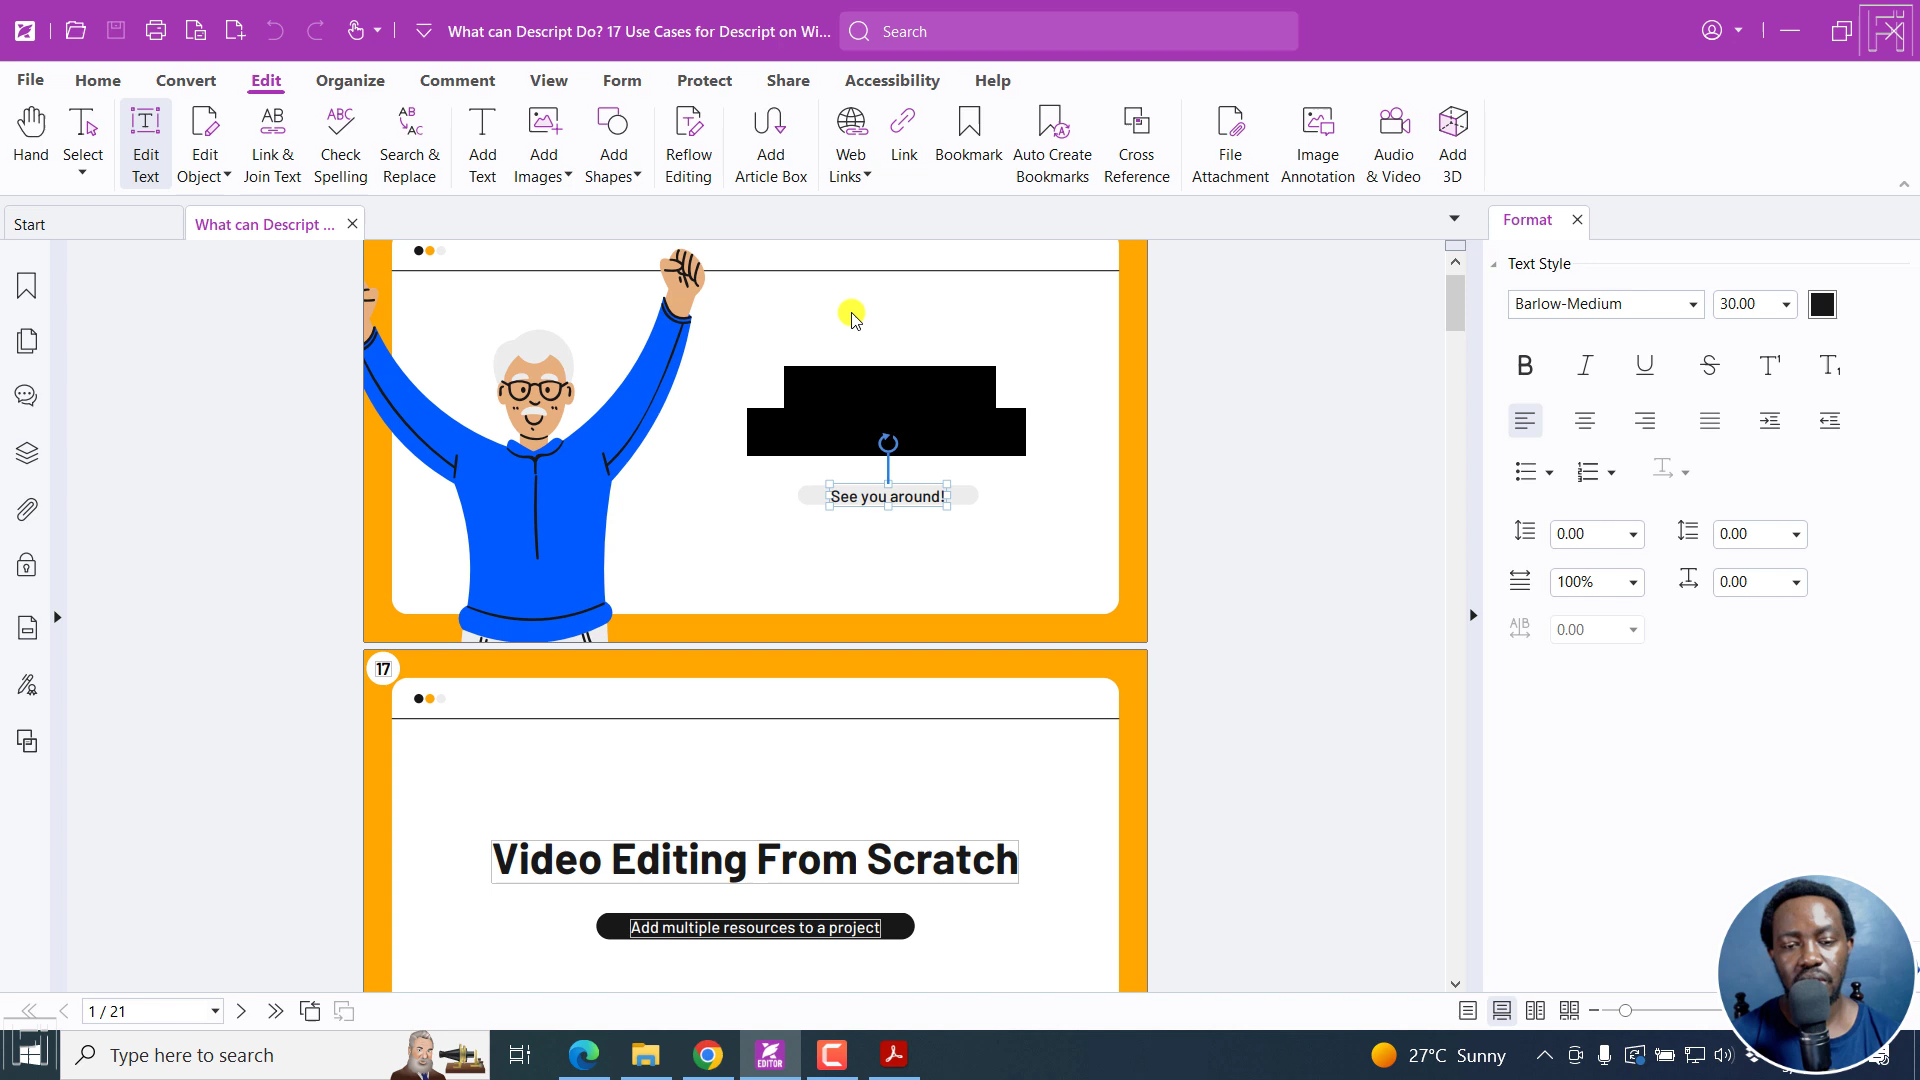 What can Descript Do? 17 Use Cases for Descript on Wi...
Search
File
Home
Convert
Edit
Organize
Comment
View
Form
Protect
Share
Accessibility
Help
Hand
Select
Edit
Text
Edit
Object
Link &
Join Text
Check
Spelling
Search &
Replace
Add
Text
Add
Images
Add
Shapes
Reflow
Editing
Add
Article Box
Web
Links
Link
Bookmark
Auto Create
Bookmarks
Cross
Reference
File
Attachment
Image
Annotation
Audio
& Video
Add
3D
Start
What can Descript ...
Format
Text Style
Barlow-Medium
30.00
0.00
0.00
100%
0.00
0.00
See you around!
17
Video Editing From Scratch
Add multiple resources to a project
1 / 21
Type here to search
EDITOR
27°C Sunny